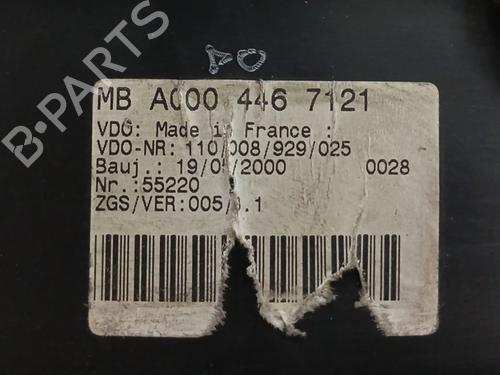 B-PARTS
MB A000 446 7121
VDO: Made in France :
VDO-NR: 110/008/929/025
Bauj.: 19/0 /2000 0028
Nr.:55220
ZGS/VER:005/ .1